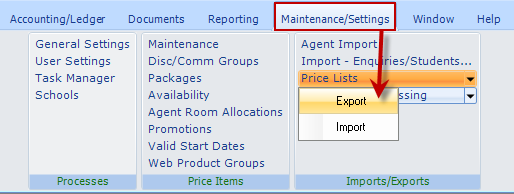 Accounting/Ledger Documents Reporting Maintenance/Settings Window Help
General Settings
User Settings
Task Manager
Schools
Processes
Maintenance
Disc/Comm Groups
Packages
Availability
Agent Room Allocations
Promotions
Valid Start Dates
Web Product Groups
Price Items
Agent Import
Import - Enquiries/Students...
Price Lists
Export
Import
Imports/Exports